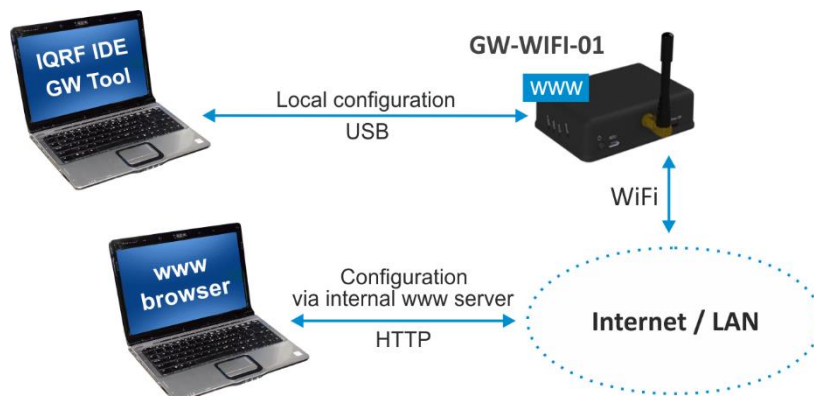 IQRF IDE
GW Tool
Local configuration
USB
GW-WIFI-01
WWW
WiFi
www
browser
Configuration
via internal www server
HTTP
Internet / LAN